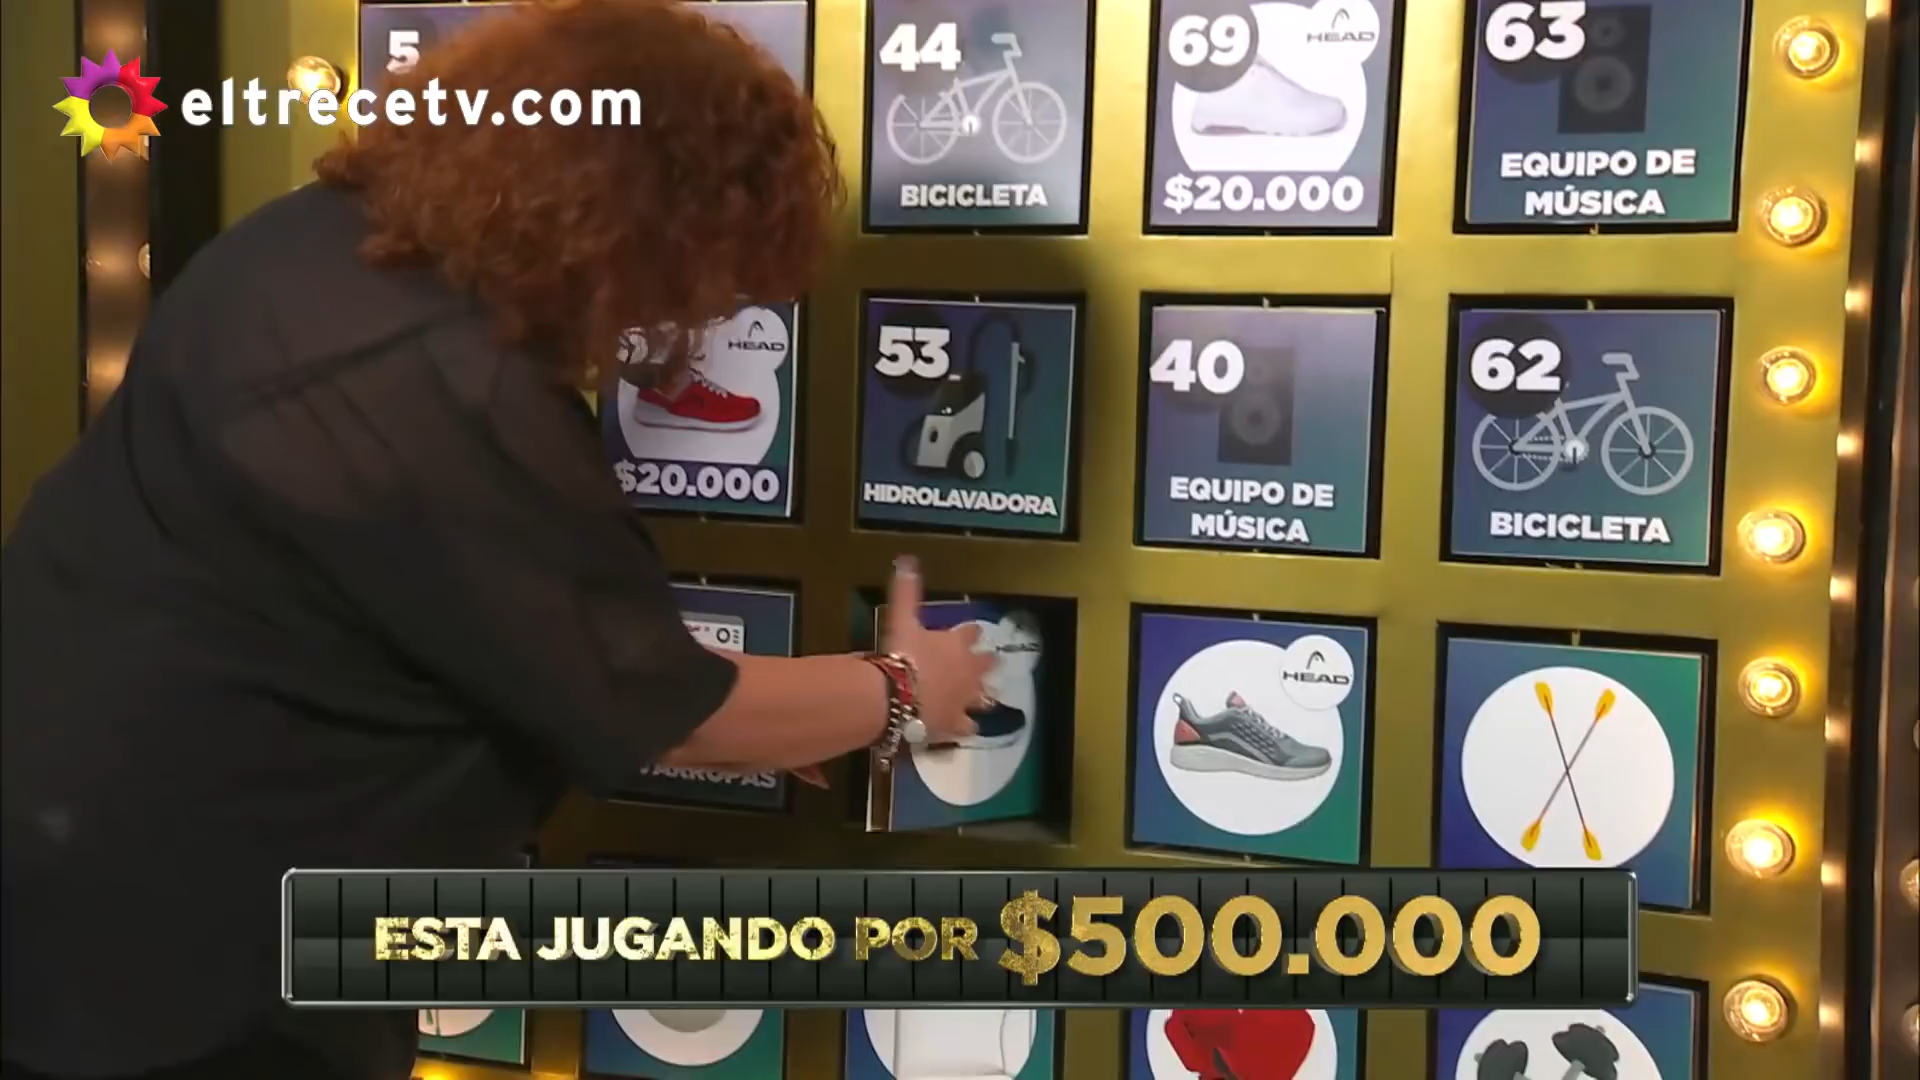 eltrecetv.com
5
44
BICICLETA
69
HEAD
$20.000
63
EQUIPO DE
MÚSICA
HEAD
$20.000
53
HIDROLAVADORA
40
EQUIPO DE
MÚSICA
62
BICICLETA
HEAD
HEAD
ESTA JUGANDO POR $500.000